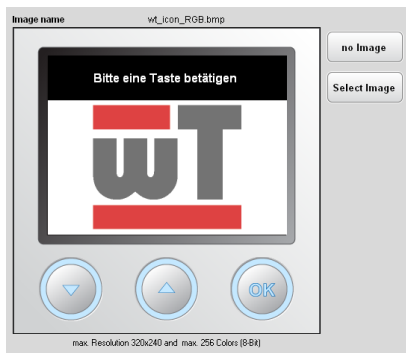 Image name wt_icon_RGB.bmp
no Image
Select Image
Bitte eine Taste betätigen
wT
OK
max. Resolution 320x240 and max. 256 Colors (8-Bit)